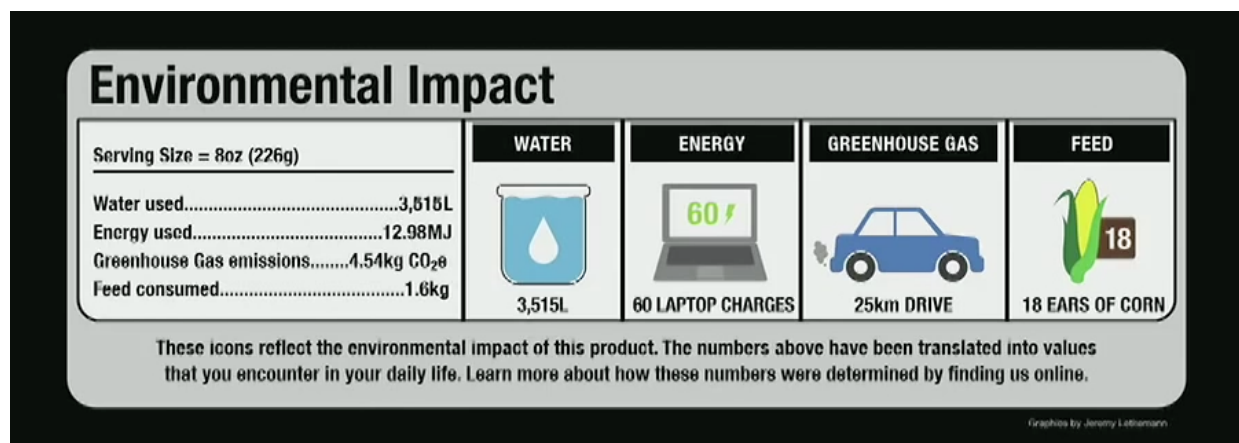 Environmental Impact
Serving Size = 8oz (226g)
Water used............................................3,515L
Energy used.......................................12.98MJ
Greenhouse Gas emissions........4.54kg CO₂e
Feed consumed......................................1.6kg
WATER
3,515L
ENERGY
60
60 LAPTOP CHARGES
GREENHOUSE GAS
25km DRIVE
FEED
18
18 EARS OF CORN
These icons reflect the environmental impact of this product. The numbers above have been translated into values
that you encounter in your daily life. Learn more about how these numbers were determined by finding us online.
Graphics by Jeremy